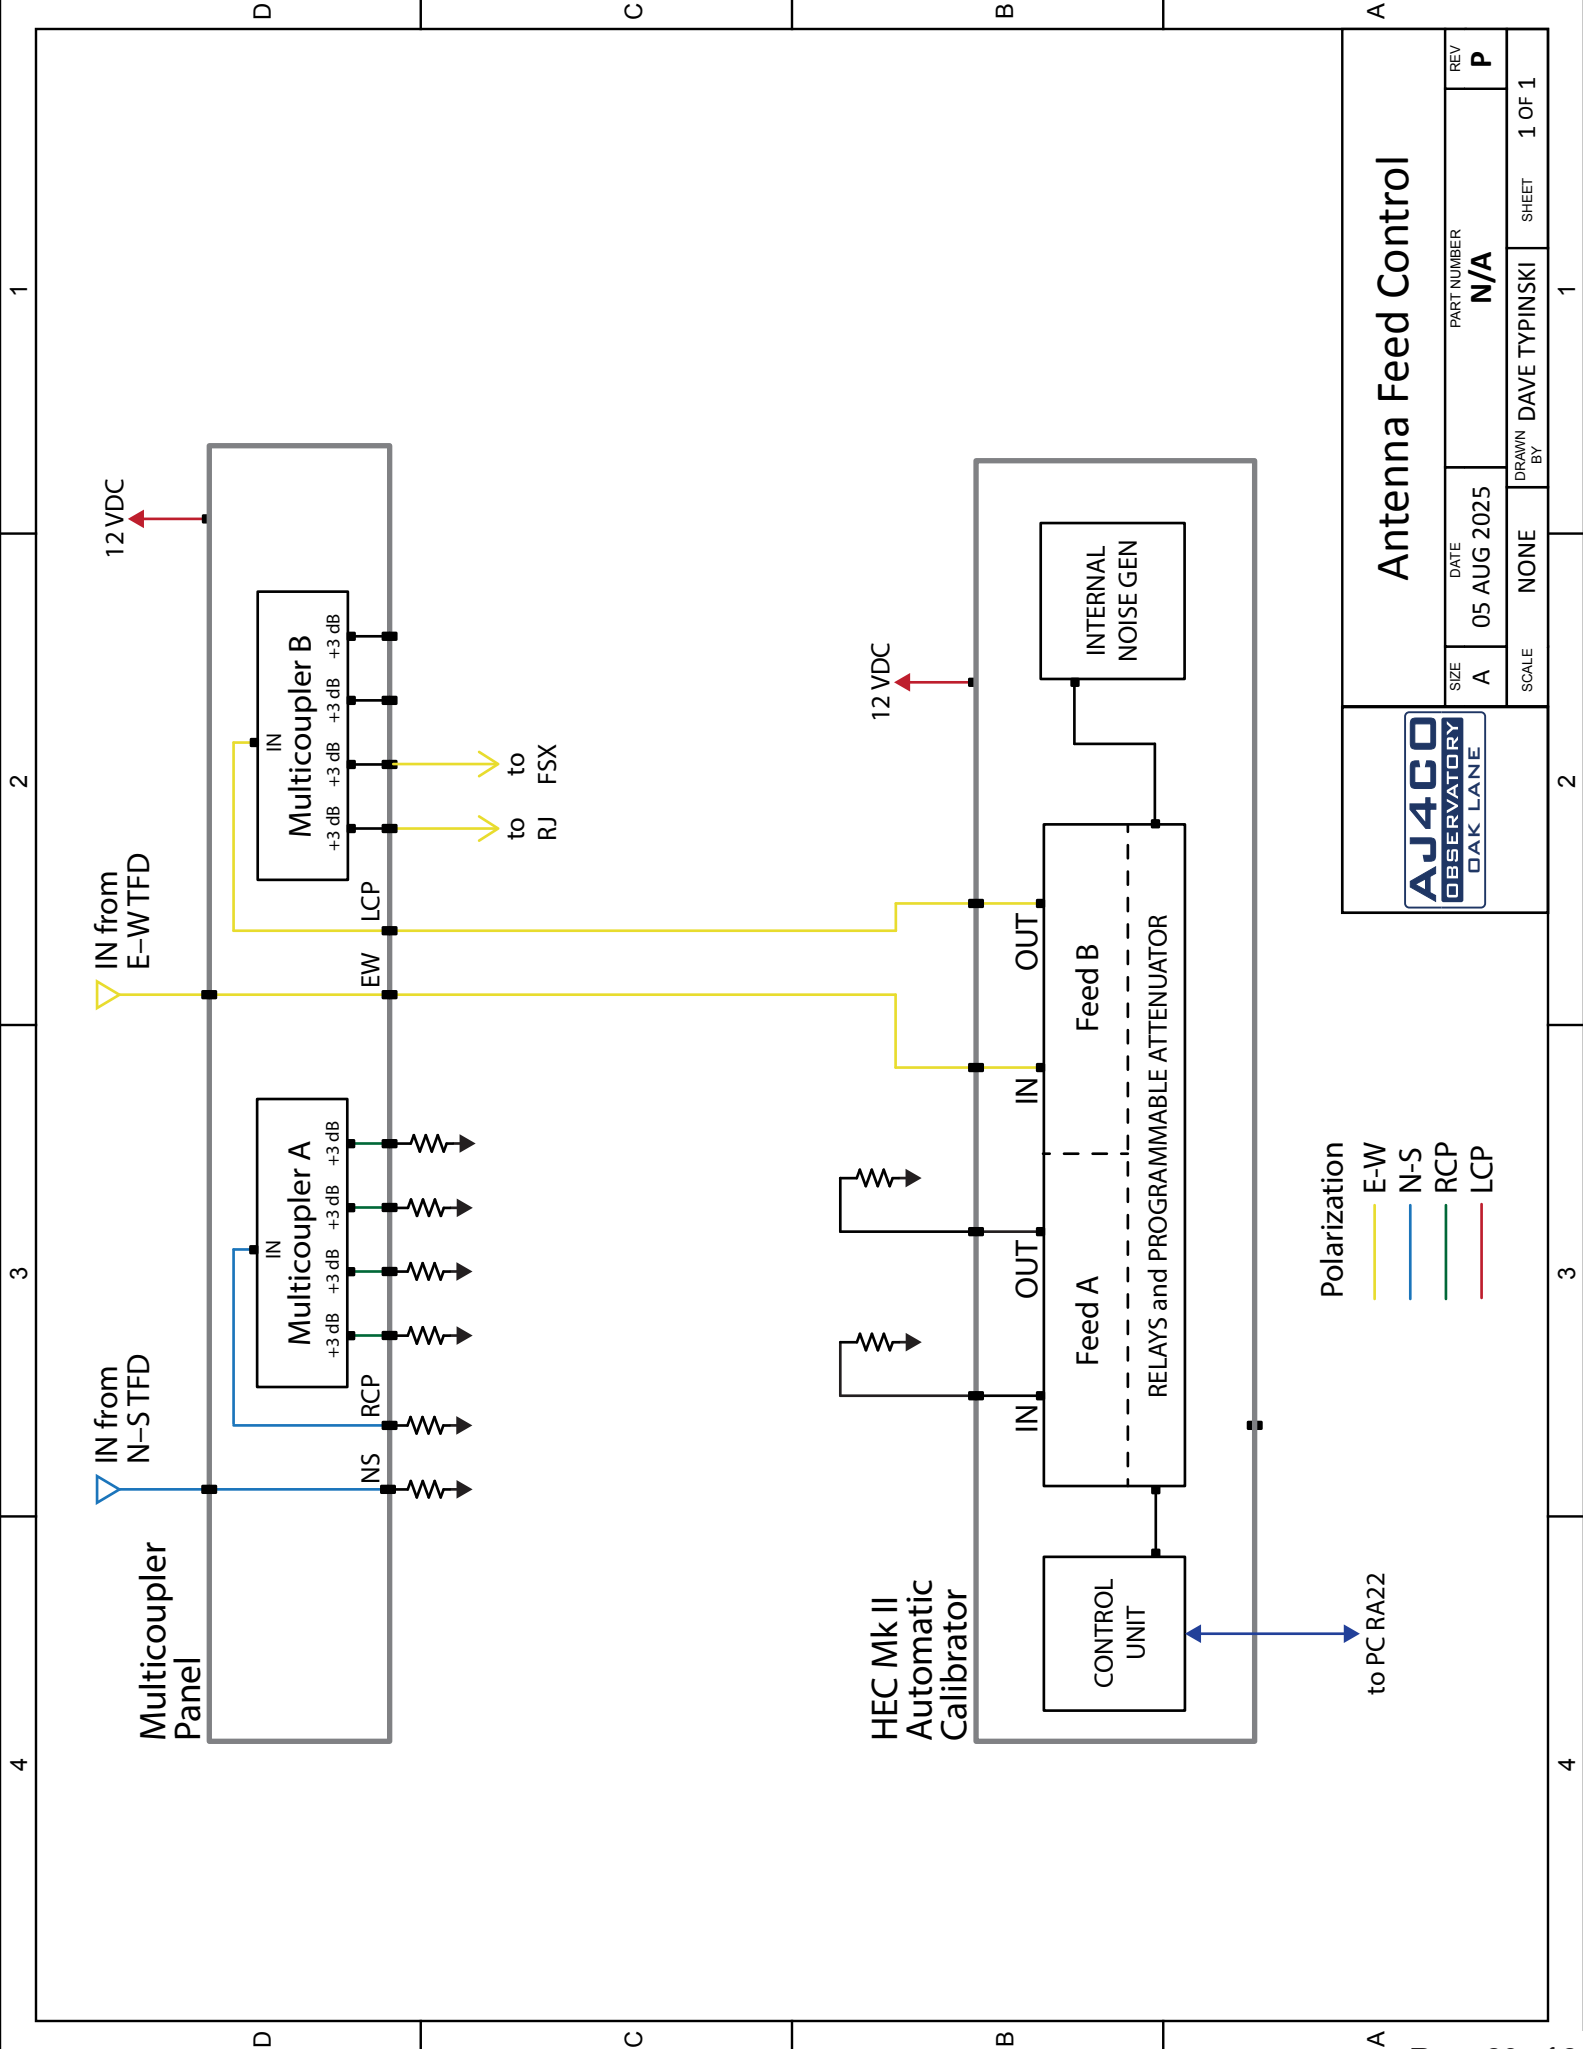 4
3
2
1
D
C
B
A
Multicoupler
Panel
IN from
N–S TFD
IN from
E–W TFD
12 VDC
Multicoupler A
IN
+3 dB
+3 dB
+3 dB
+3 dB
NS
RCP
EW
LCP
Multicoupler B
IN
+3 dB
+3 dB
+3 dB
+3 dB
to
RJ
to
FSX
HEC Mk II
Automatic
Calibrator
12 VDC
CONTROL
UNIT
IN
OUT
IN
OUT
Feed A
Feed B
RELAYS and PROGRAMMABLE ATTENUATOR
INTERNAL
NOISE GEN
to PC RA22
Polarization
E-W
N-S
RCP
LCP
AJ4CO
OBSERVATORY
OAK LANE
Antenna Feed Control
SIZE
A
DATE
05 AUG 2025
PART NUMBER
N/A
REV
P
SCALE
NONE
DRAWN
BY
DAVE TYPINSKI
SHEET
1 OF 1
D
C
B
A
4
3
2
1